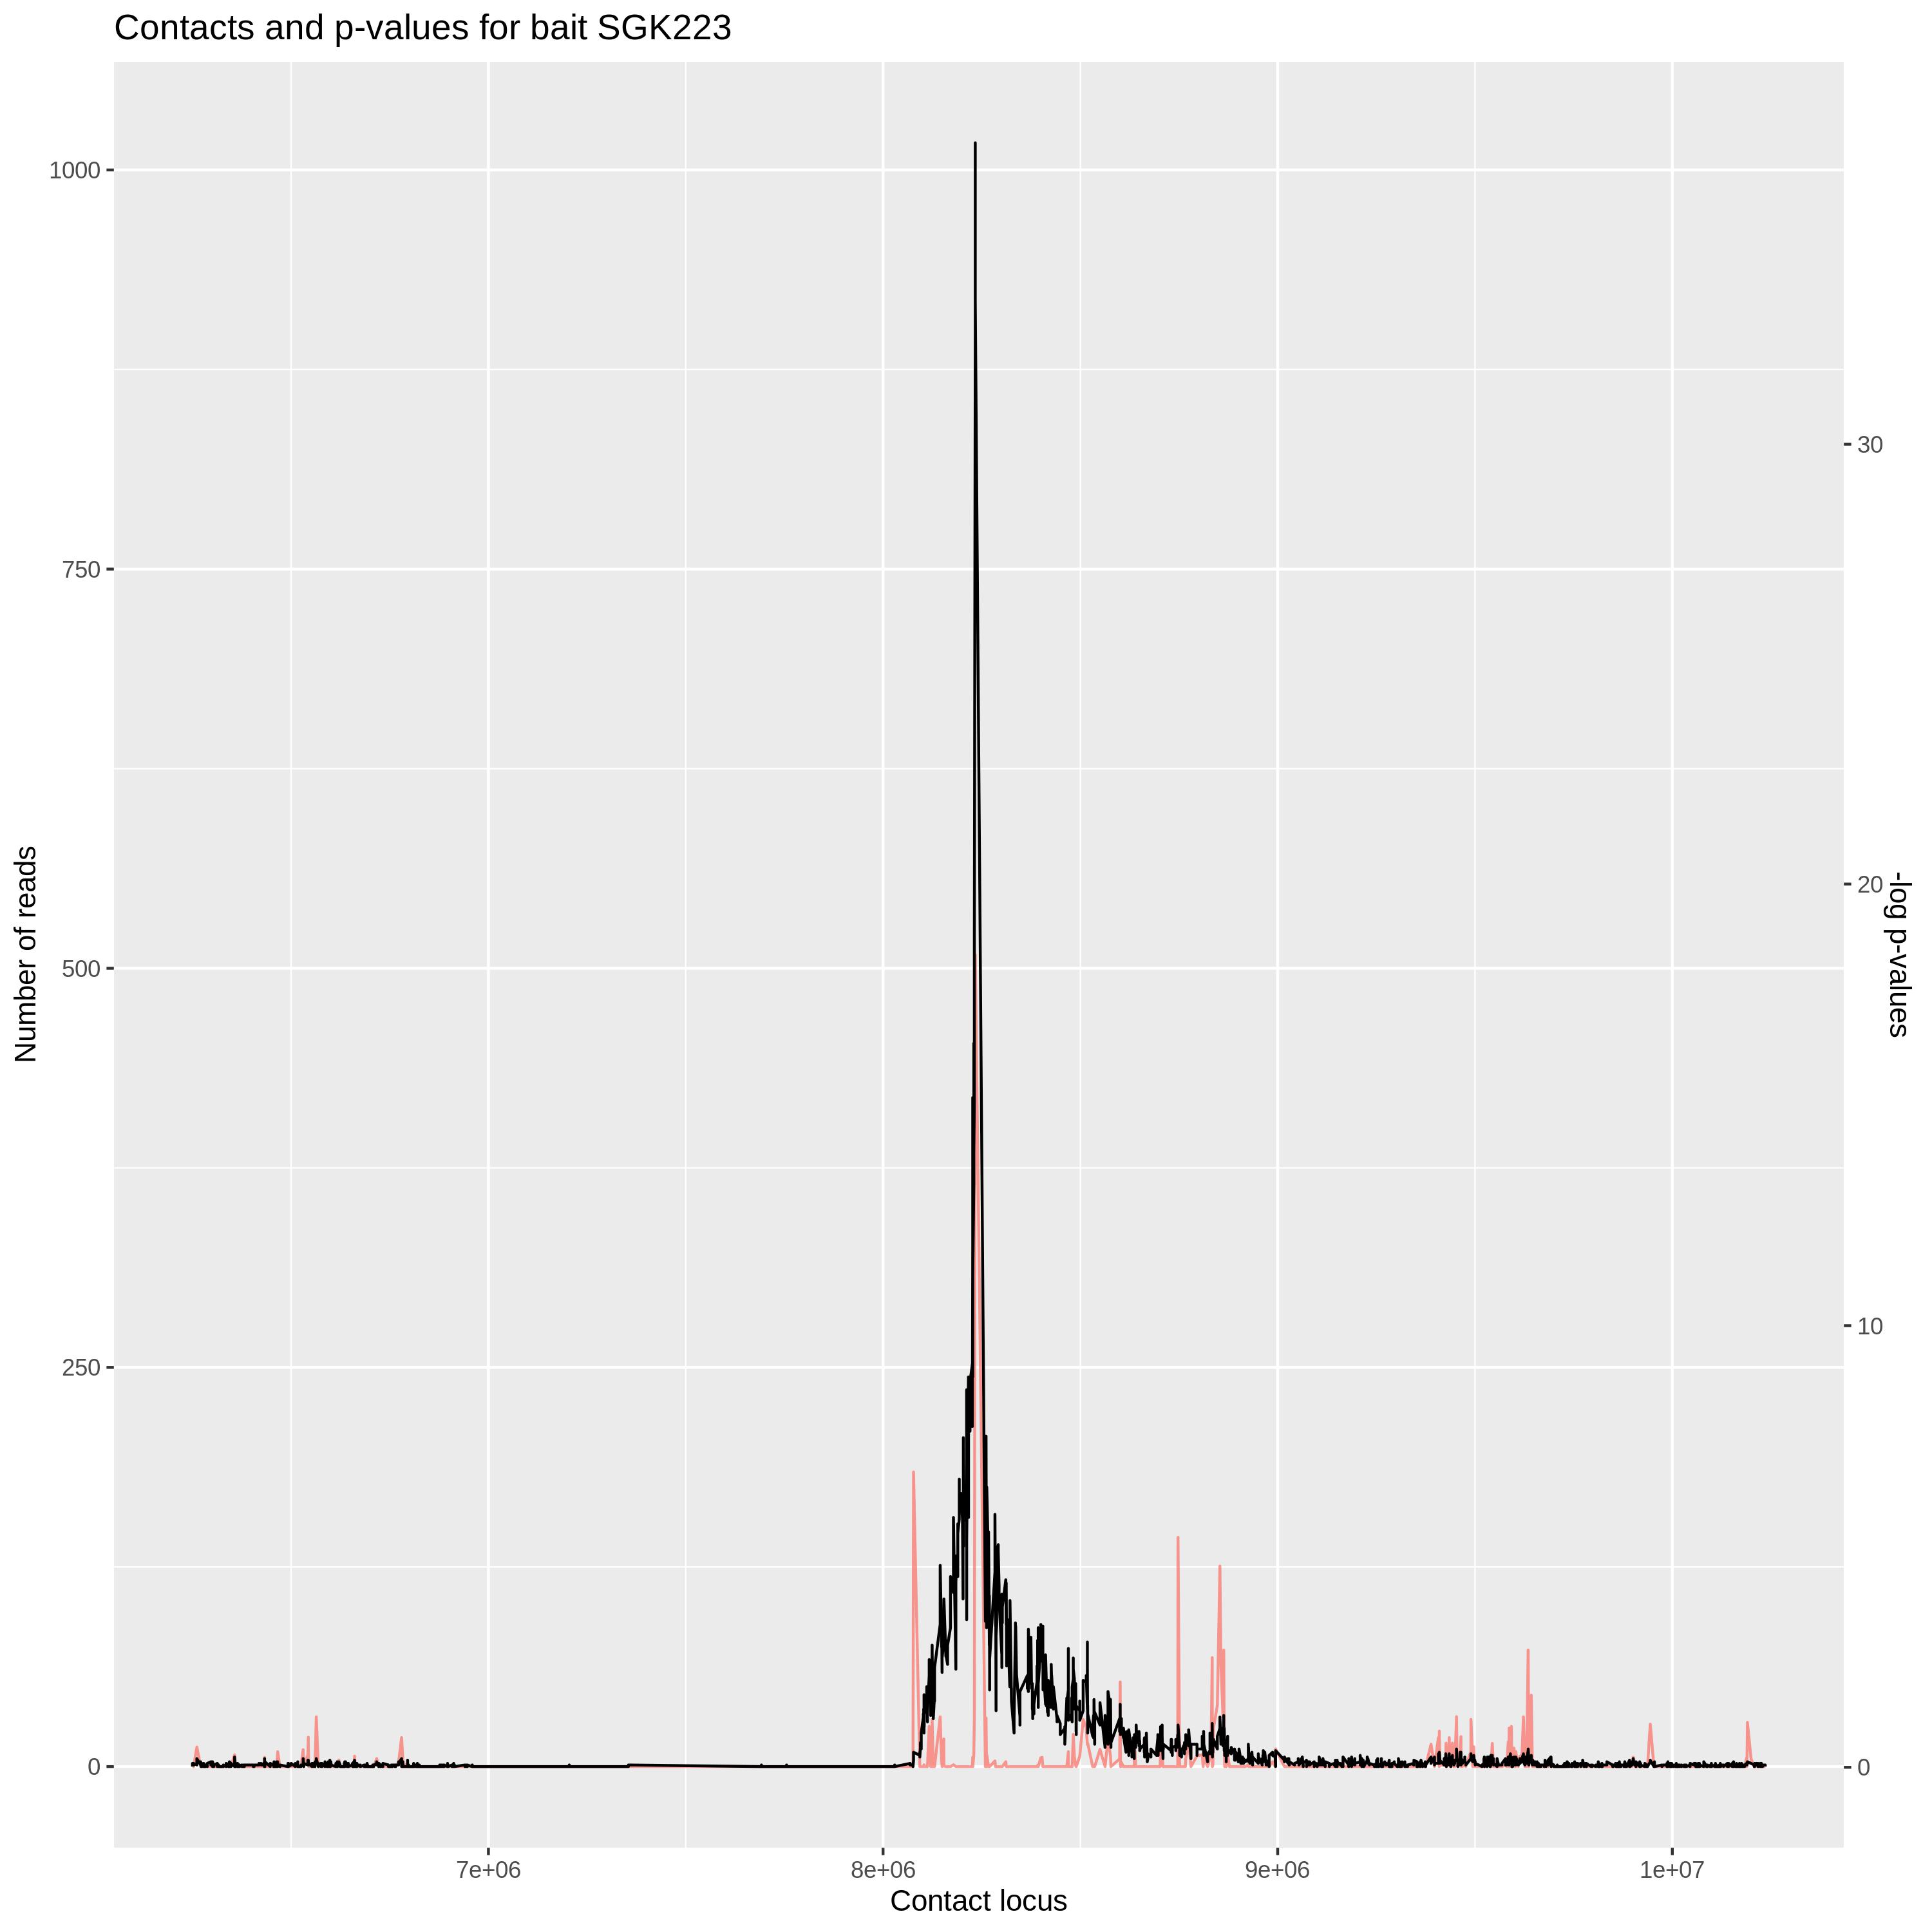 Contacts and p-values for bait SGK223
1000
750
500
250
0
Number of reads
30
20
10
0
-log p-values
7e+06
8e+06
9e+06
1e+07
Contact locus